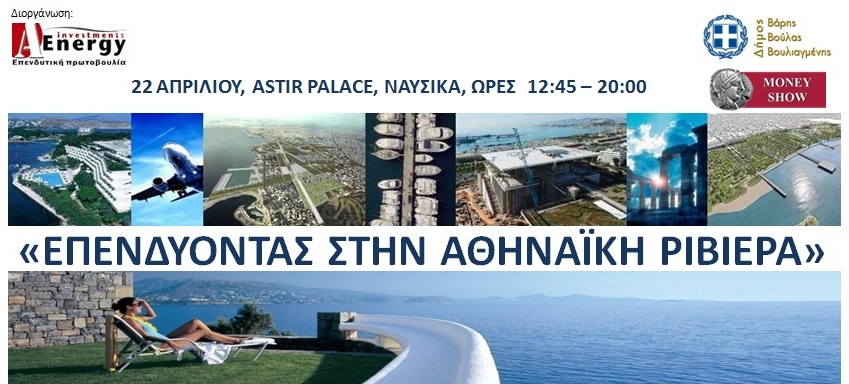 Διοργάνωση:
investments
AEnergy
Επενδυτική πρωτοβουλία
Δήμος
Βάρης
Βούλας
Βουλιαγμένης
22 ΑΠΡΙΛΙΟΥ, ASTIR PALACE, ΝΑΥΣΙΚΑ, ΩΡΕΣ 12:45 – 20:00
MONEY
SHOW
«ΕΠΕΝΔΥΟΝΤΑΣ ΣΤΗΝ ΑΘΗΝΑΪΚΗ ΡΙΒΙΕΡΑ»